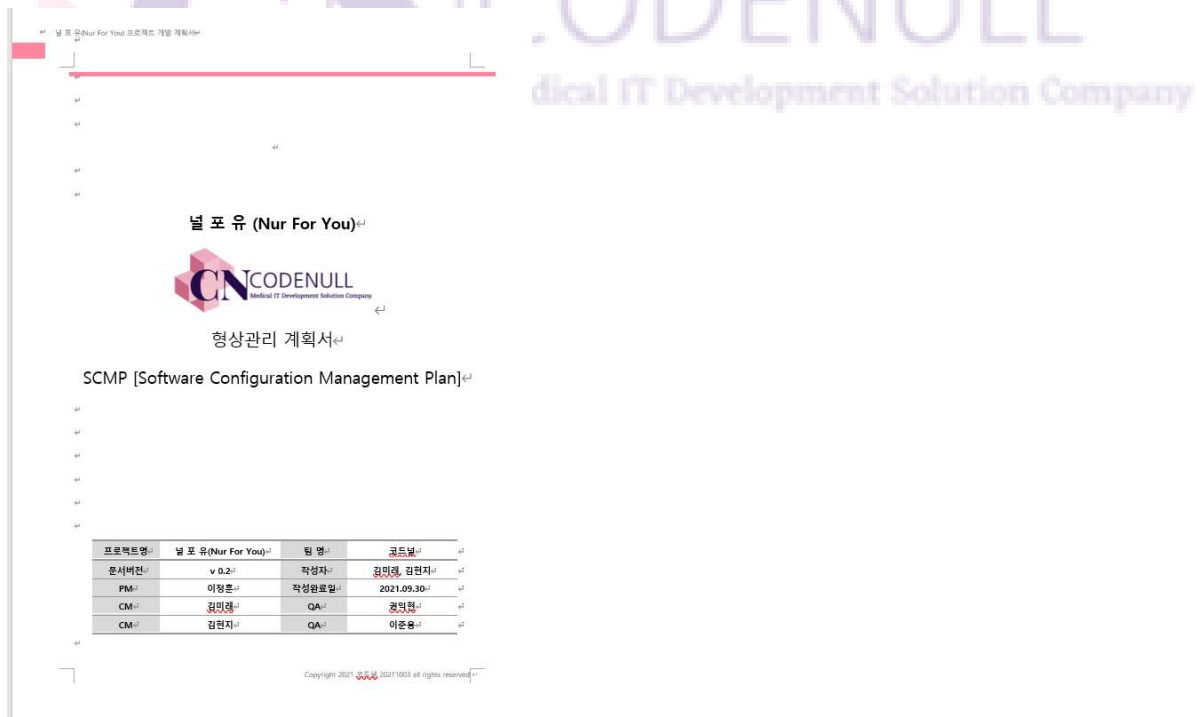 ODENULL
dical IT Development Solution Company
널 포 유(Nur For You) 프로젝트 개발 계획서
널 포 유 (Nur For You)
CN CODENULL
Medical IT Development Solution Company
형상관리 계획서
SCMP [Software Configuration Management Plan]
프로젝트명 널 포 유(Nur For You) 팀 명 코드널
문서버전 v 0.2 작성자 김미래, 김현지
PM 이정훈 작성완료일 2021.09.30
CM 김미래 QA 권익현
CM 김현지 QA 이준용
Copyright 2021 코드널 20211003 all rights reserved